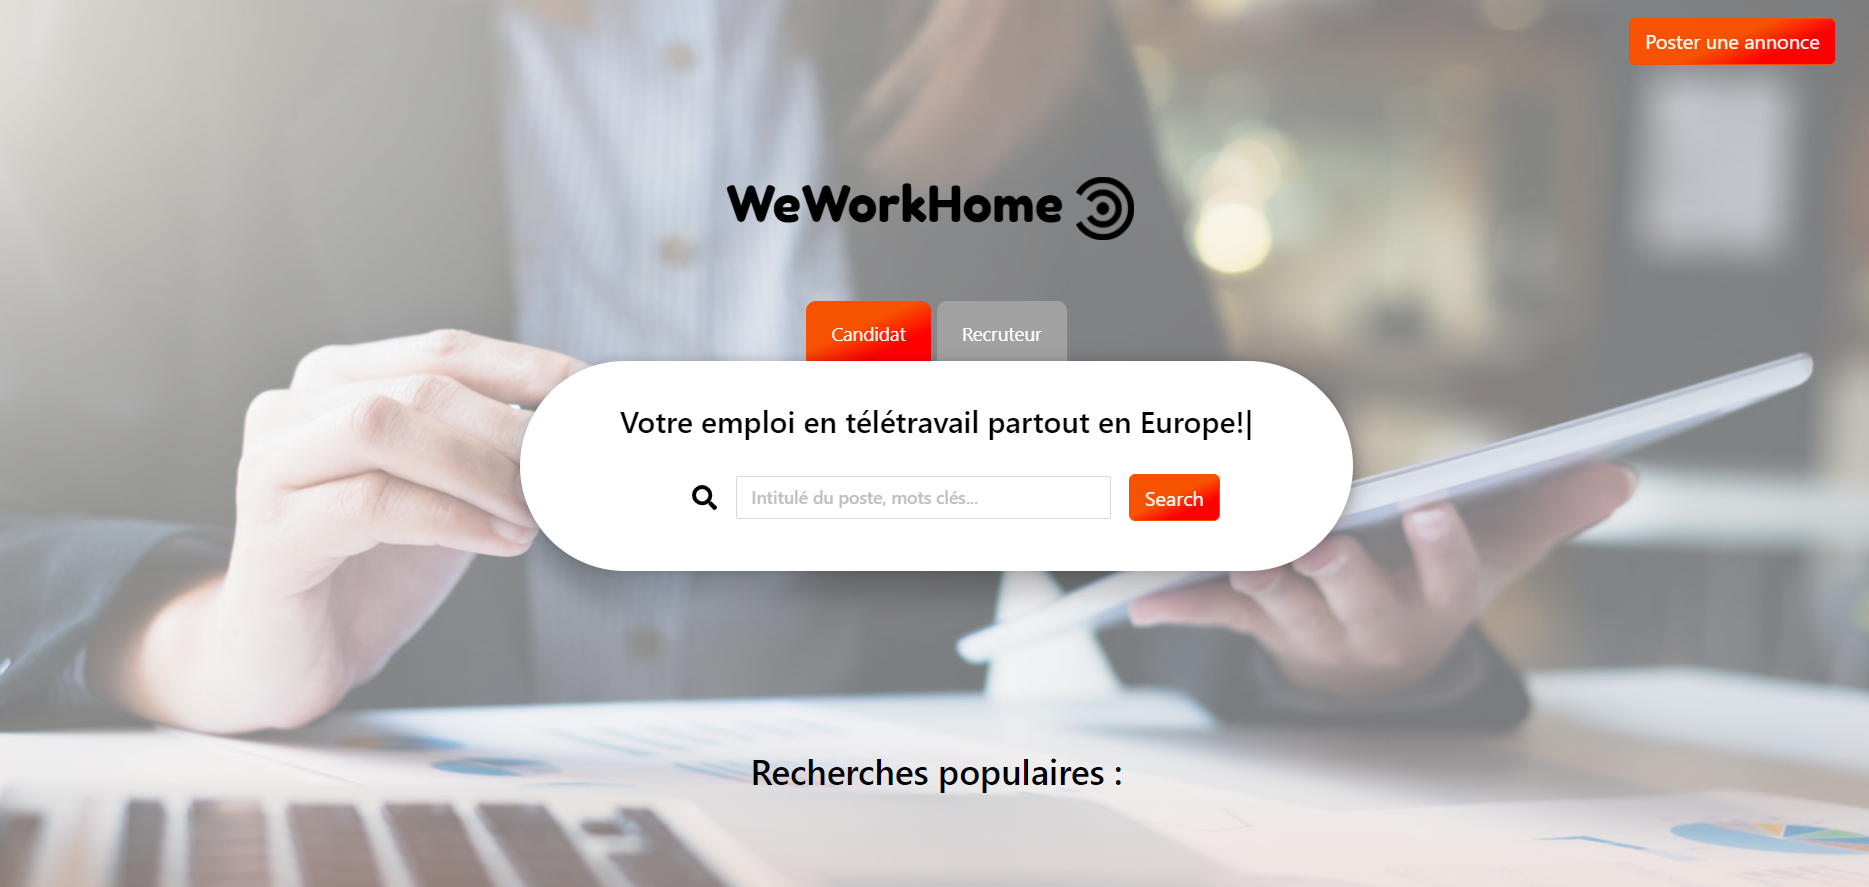 Poster une annonce
WeWorkHome
Candidat
Recruteur
Votre emploi en télétravail partout en Europe!|
Intitulé du poste, mots clés...
Search
Recherches populaires :